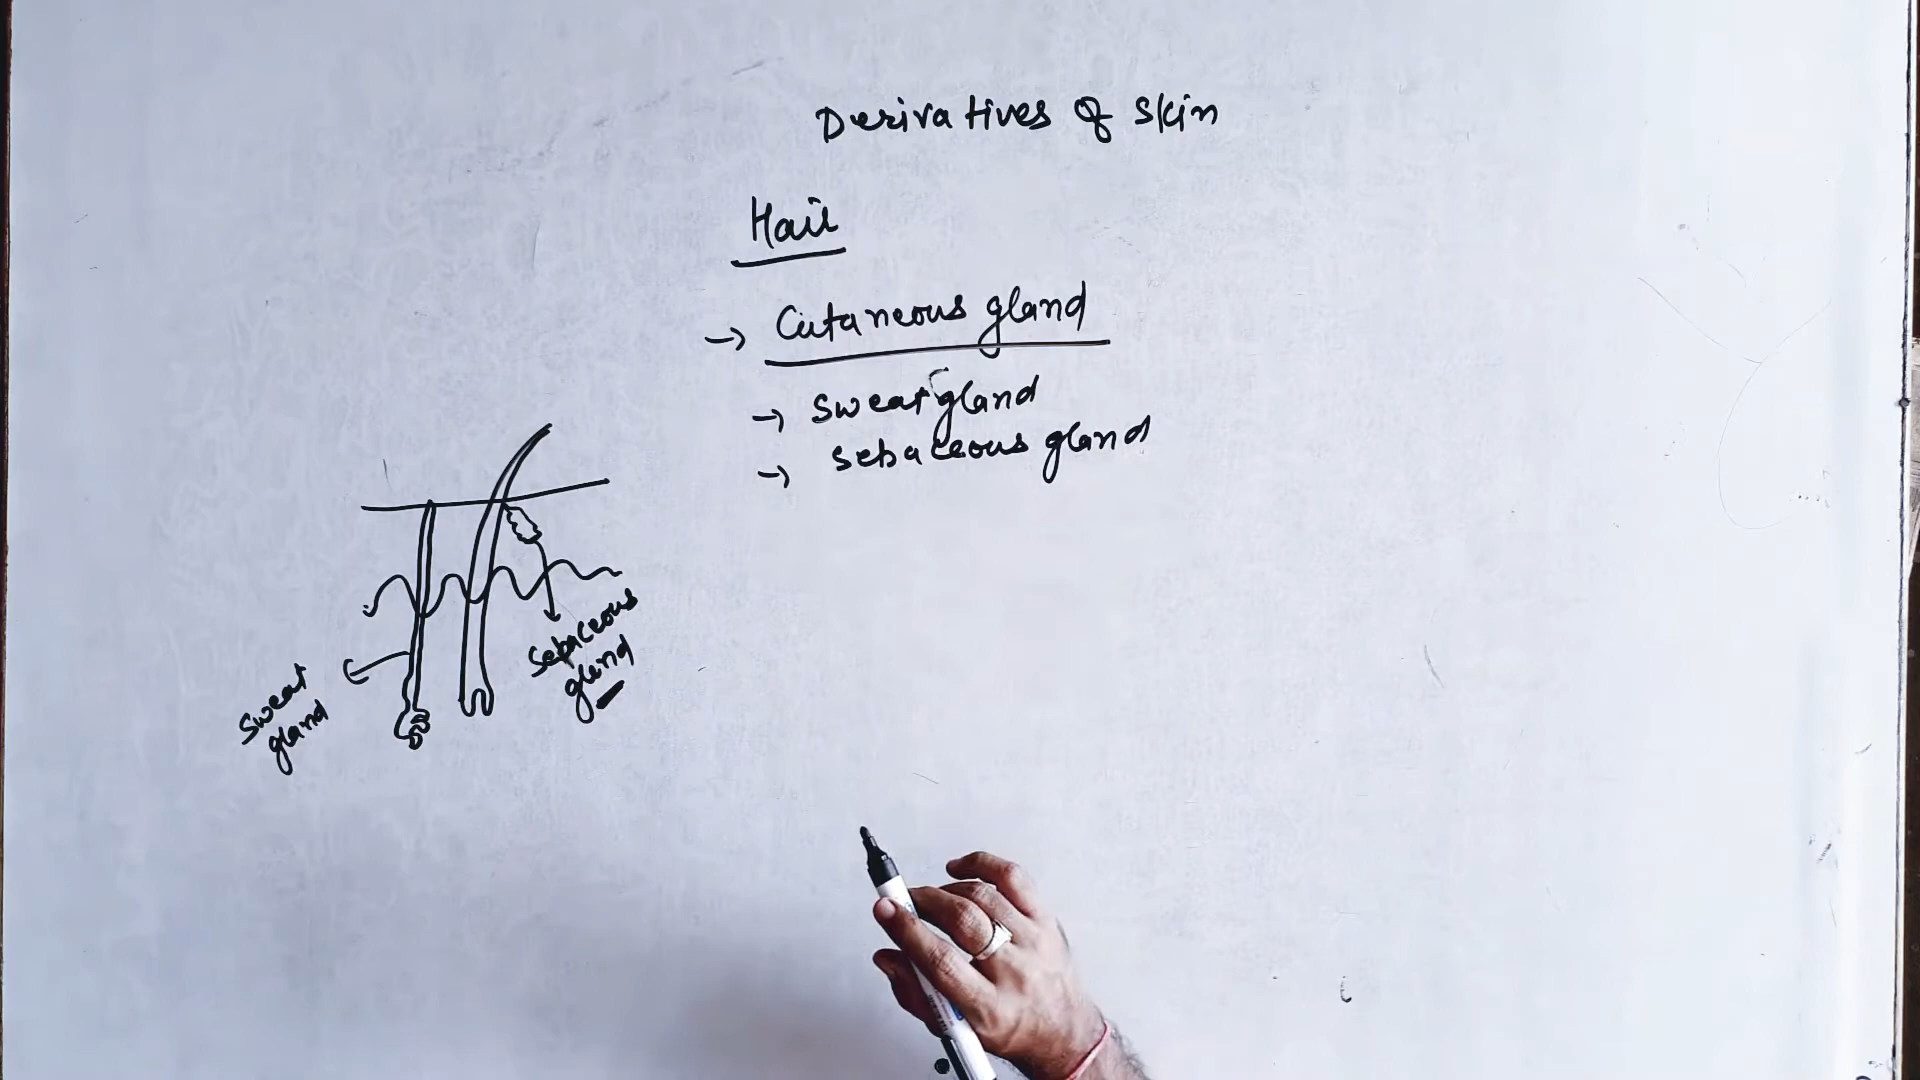 Derivatives of skin
Hair
→ Cutaneous gland
→ sweat gland
→ sebaceous gland
Sebaceous
gland
Sweat
gland